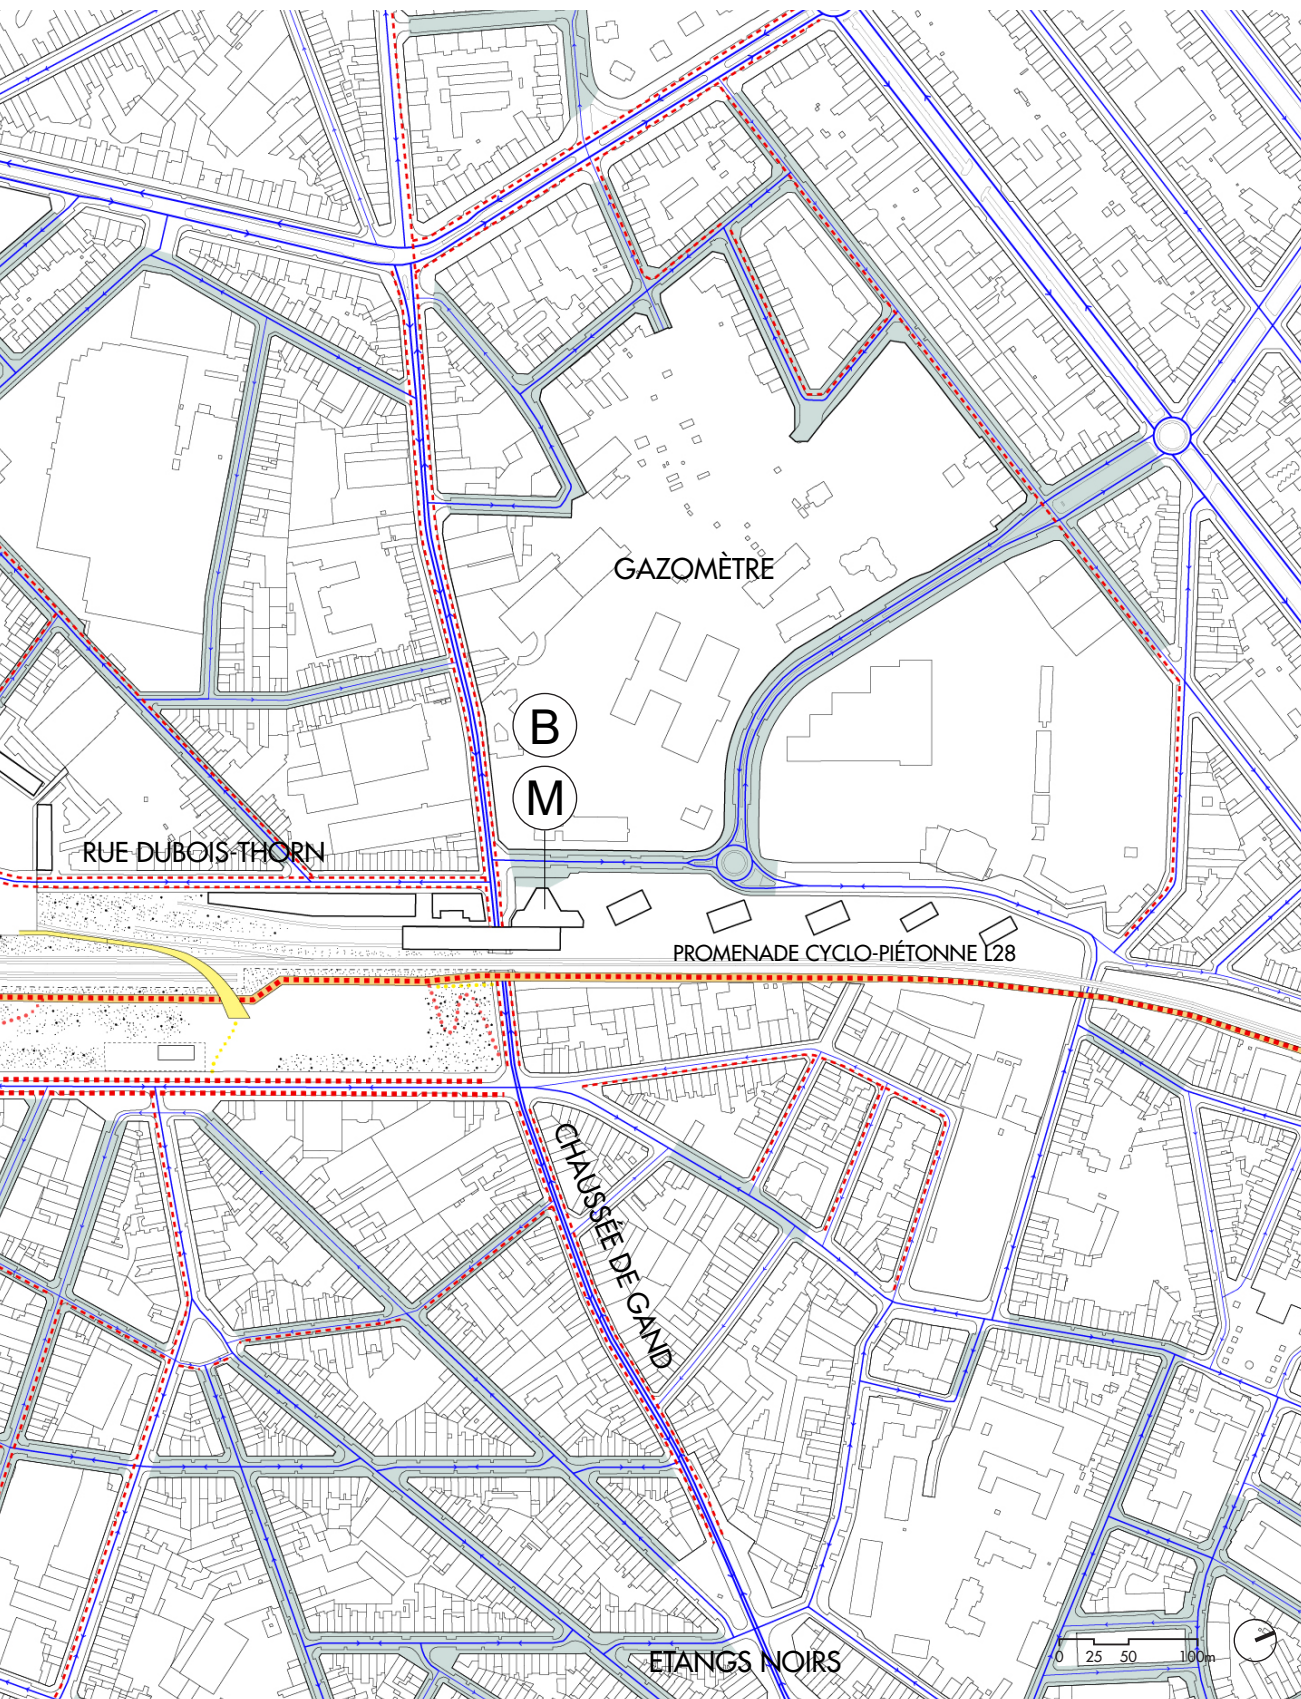 GAZOMÈTRE
B
M
RUE DUBOIS-THORN
PROMENADE CYCLO-PIÉTONNE L28
CHAUSSÉE DE GAND
ETANGS NOIRS
0 25 50 100m